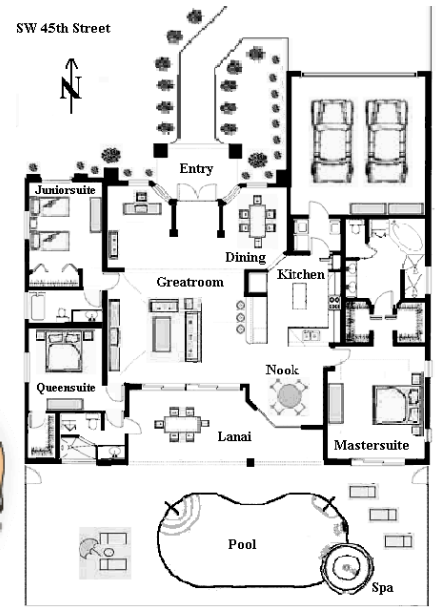 SW 45th Street
N
Entry
Juniorsuite
Dining
Kitchen
Greatroom
Nook
Queensuite
Lanai
Mastersuite
Pool
Spa